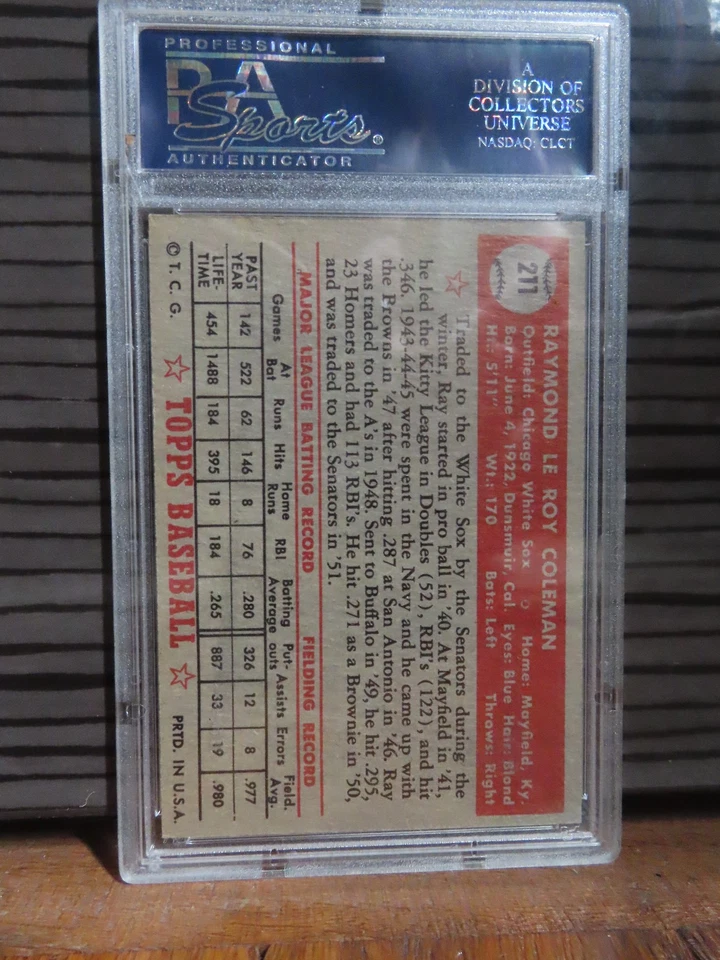 PROFESSIONAL
PSA
Sports®
AUTHENTICATOR
A
DIVISION OF
COLLECTORS
UNIVERSE
NASDAQ: CLCT
211
RAYMOND LE ROY COLEMAN
Outfield: Chicago White Sox Home: Mayfield, Ky.
Born: June 4, 1922, Dunsmuir, Cal. Eyes: Blue Hair: Blond
Ht.: 5'11" Wt.: 170 Bats: Left Throws: Right
Traded to the White Sox by the Senators during the
winter, Ray started in pro ball in '40. At Mayfield in '41,
he led the Kitty League in Doubles (52), RBI's (122), and hit
.346. 1943-44-45 were spent in the Navy and he came up with
the Browns in '47 after hitting .287 at San Antonio in '46. Ray
was traded to the A's in 1948. Sent to Buffalo in '49, he hit .295,
23 Homers and had 113 RBI's. He hit .271 as a Brownie in '50,
and was traded to the Senators in '51.
MAJOR LEAGUE BATTING RECORD FIELDING RECORD
Games At Bat Runs Hits Home Runs RBI Batting Average Put-outs Assists Errors Field. Avg.
PAST YEAR 142 522 62 146 8 76 .280 326 12 8 .977
LIFE-TIME 454 1488 184 395 18 184 .265 887 33 19 .980
© T. C. G. TOPPS BASEBALL PRTD. IN U.S.A.